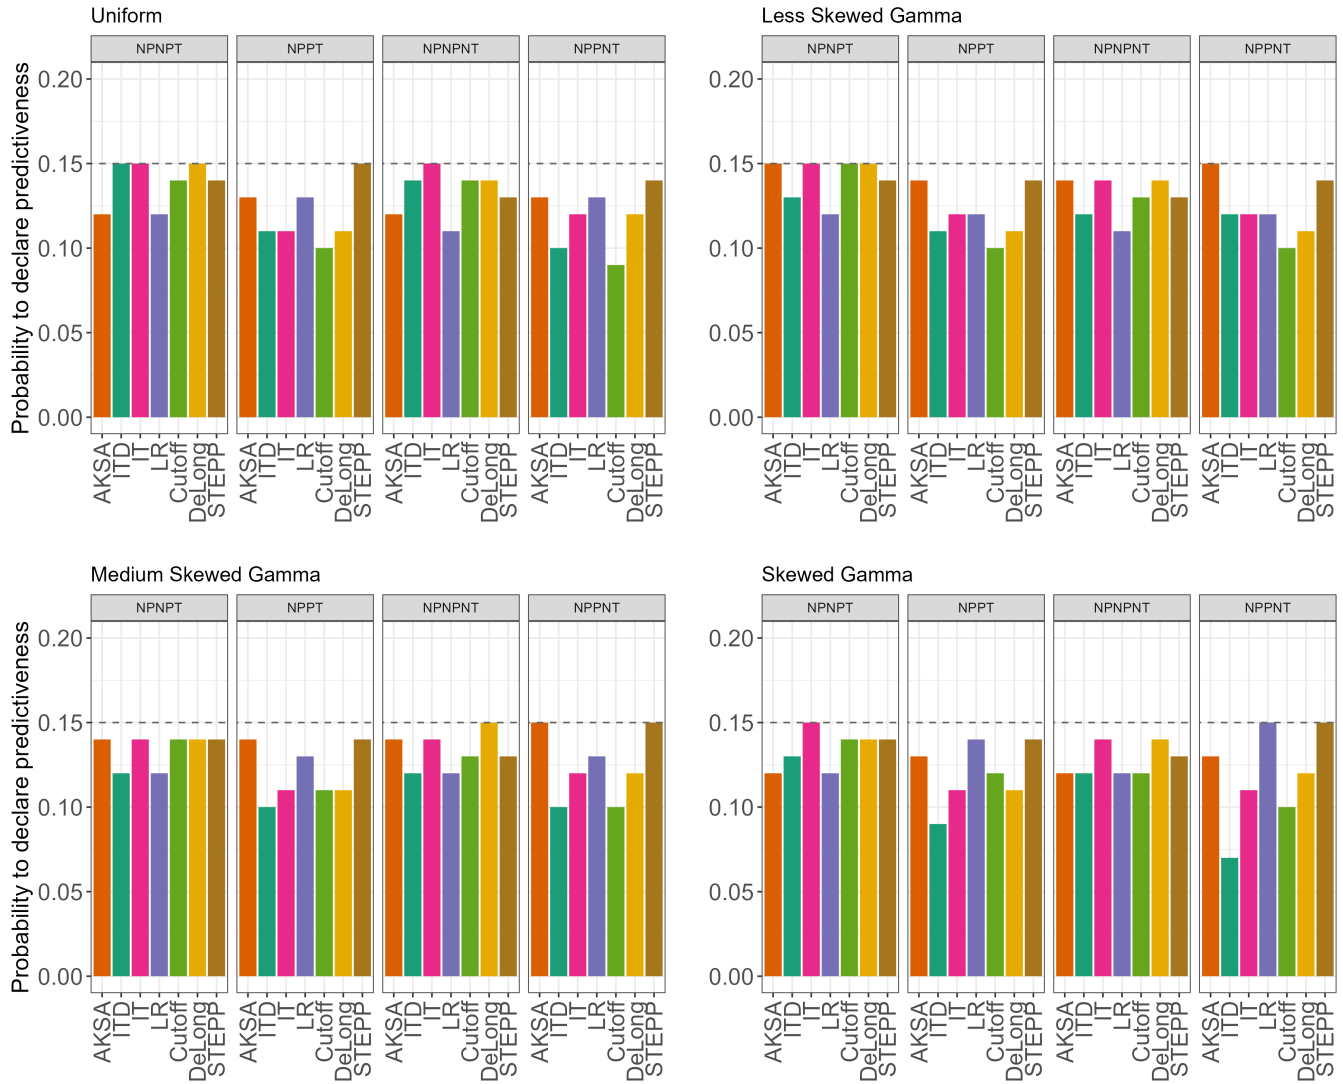 Uniform
NPNPT NPPT NPNPNT NPPNT
Probability to declare predictiveness
0.20
0.15
0.10
0.05
0.00
AKSA ITD IT LR Cutoff DeLong STEPP AKSA ITD IT LR Cutoff DeLong STEPP AKSA ITD IT LR Cutoff DeLong STEPP AKSA ITD IT LR Cutoff DeLong STEPP
Less Skewed Gamma
NPNPT NPPT NPNPNT NPPNT
0.20
0.15
0.10
0.05
0.00
AKSA ITD IT LR Cutoff DeLong STEPP AKSA ITD IT LR Cutoff DeLong STEPP AKSA ITD IT LR Cutoff DeLong STEPP AKSA ITD IT LR Cutoff DeLong STEPP
Medium Skewed Gamma
NPNPT NPPT NPNPNT NPPNT
Probability to declare predictiveness
0.20
0.15
0.10
0.05
0.00
AKSA ITD IT LR Cutoff DeLong STEPP AKSA ITD IT LR Cutoff DeLong STEPP AKSA ITD IT LR Cutoff DeLong STEPP AKSA ITD IT LR Cutoff DeLong STEPP
Skewed Gamma
NPNPT NPPT NPNPNT NPPNT
0.20
0.15
0.10
0.05
0.00
AKSA ITD IT LR Cutoff DeLong STEPP AKSA ITD IT LR Cutoff DeLong STEPP AKSA ITD IT LR Cutoff DeLong STEPP AKSA ITD IT LR Cutoff DeLong STEPP